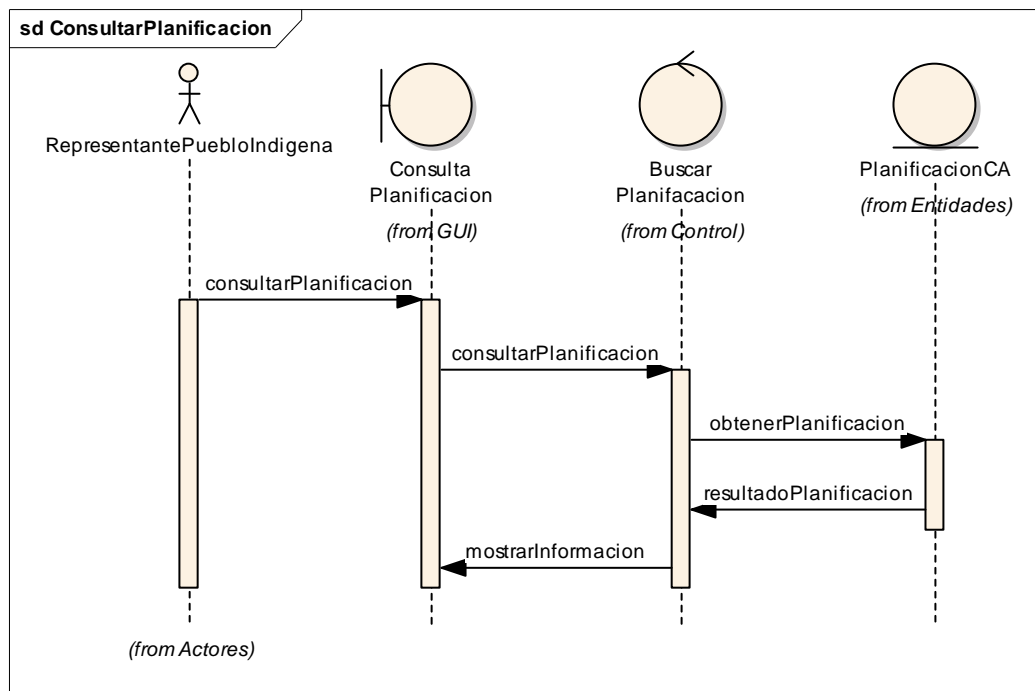 sd ConsultarPlanificacion
RepresentantePuebloIndigena
Consulta
Planificacion
(from GUI)
Buscar
Planifacacion
(from Control)
PlanificacionCA
(from Entidades)
consultarPlanificacion
consultarPlanificacion
obtenerPlanificacion
resultadoPlanificacion
mostrarInformacion
(from Actores)